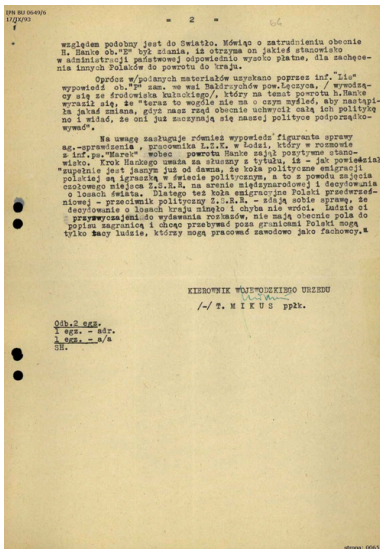 IPN BU 0649/6
17/IX/93
= 2 =
względem podobny jest do Światło. Mówiąc o zatrudnieniu obecnie
H. Hanke ob."E" był zdania, iż otrzyma on jakieś stanowisko
w administracji państwowej odpowiednio wysoko płatne, dla zachęce-
nia innych Polaków do powrotu do kraju.
Oprócz w/podanych materiałów uzyskano poprzez inf. "Lis"
wypowiedź ob."P" zam. we wsi Bałdrzychów pow.Łęczyca, / wywodzą-
cy się ze środowiska kułackiego/, który na temat powrotu h.Hanke
wyraził się, że "teraz to wogóle nie ma o czym myśleć, aby nastąpi-
ła jakaś zmiana, gdyż nasz rząd obecnie uchwycił całą ich politykę
no i widać, że oni już zaczynają się naszej polityce podporządko-
wywać".
Na uwagę zasługuje również wypowiedź figuranta sprawy
ag.-sprawdzenia, pracownika Ł.Z.K. w Łodzi, który w rozmowie
z inf.ps."Marek" wobec powrotu Hanke zajął pozytywne stano-
wisko. Krok Hankego uważa za słuszny z tytułu, iż - jak powiedział
"zupełnie jest jasnym już od dawna, że koła polityczne emigracji
polskiej są igraszką w świecie politycznym, a to z powodu zajęcia
czołowego miejsca Z.S.R.R. na arenie międzynarodowej i decydowania
o losach świata. Dlatego też koła emigracyjne Polski przedwrześ-
niowej - przeciwnik polityczny Z.S.R.R. - zdają sobie sprawę, że
decydowanie o losach kraju minęło i chyba nie wróci. Ludzie ci
przyzwyczajeni do wydawania rozkazów, nie mają obecnie pola do
popisu zagranicą i chcąc przebywać poza granicami Polski mogą
tylko tacy ludzie, którzy mogą pracować zawodowo jako fachowcy."
KIEROWNIK WOJEWÓDZKIEGO URZĘDU
/-/ T. MIKUS ppłk.
Odb.2 egz.
1 egz. - adr.
1 egz. - a/a
SH.
strona: 0061